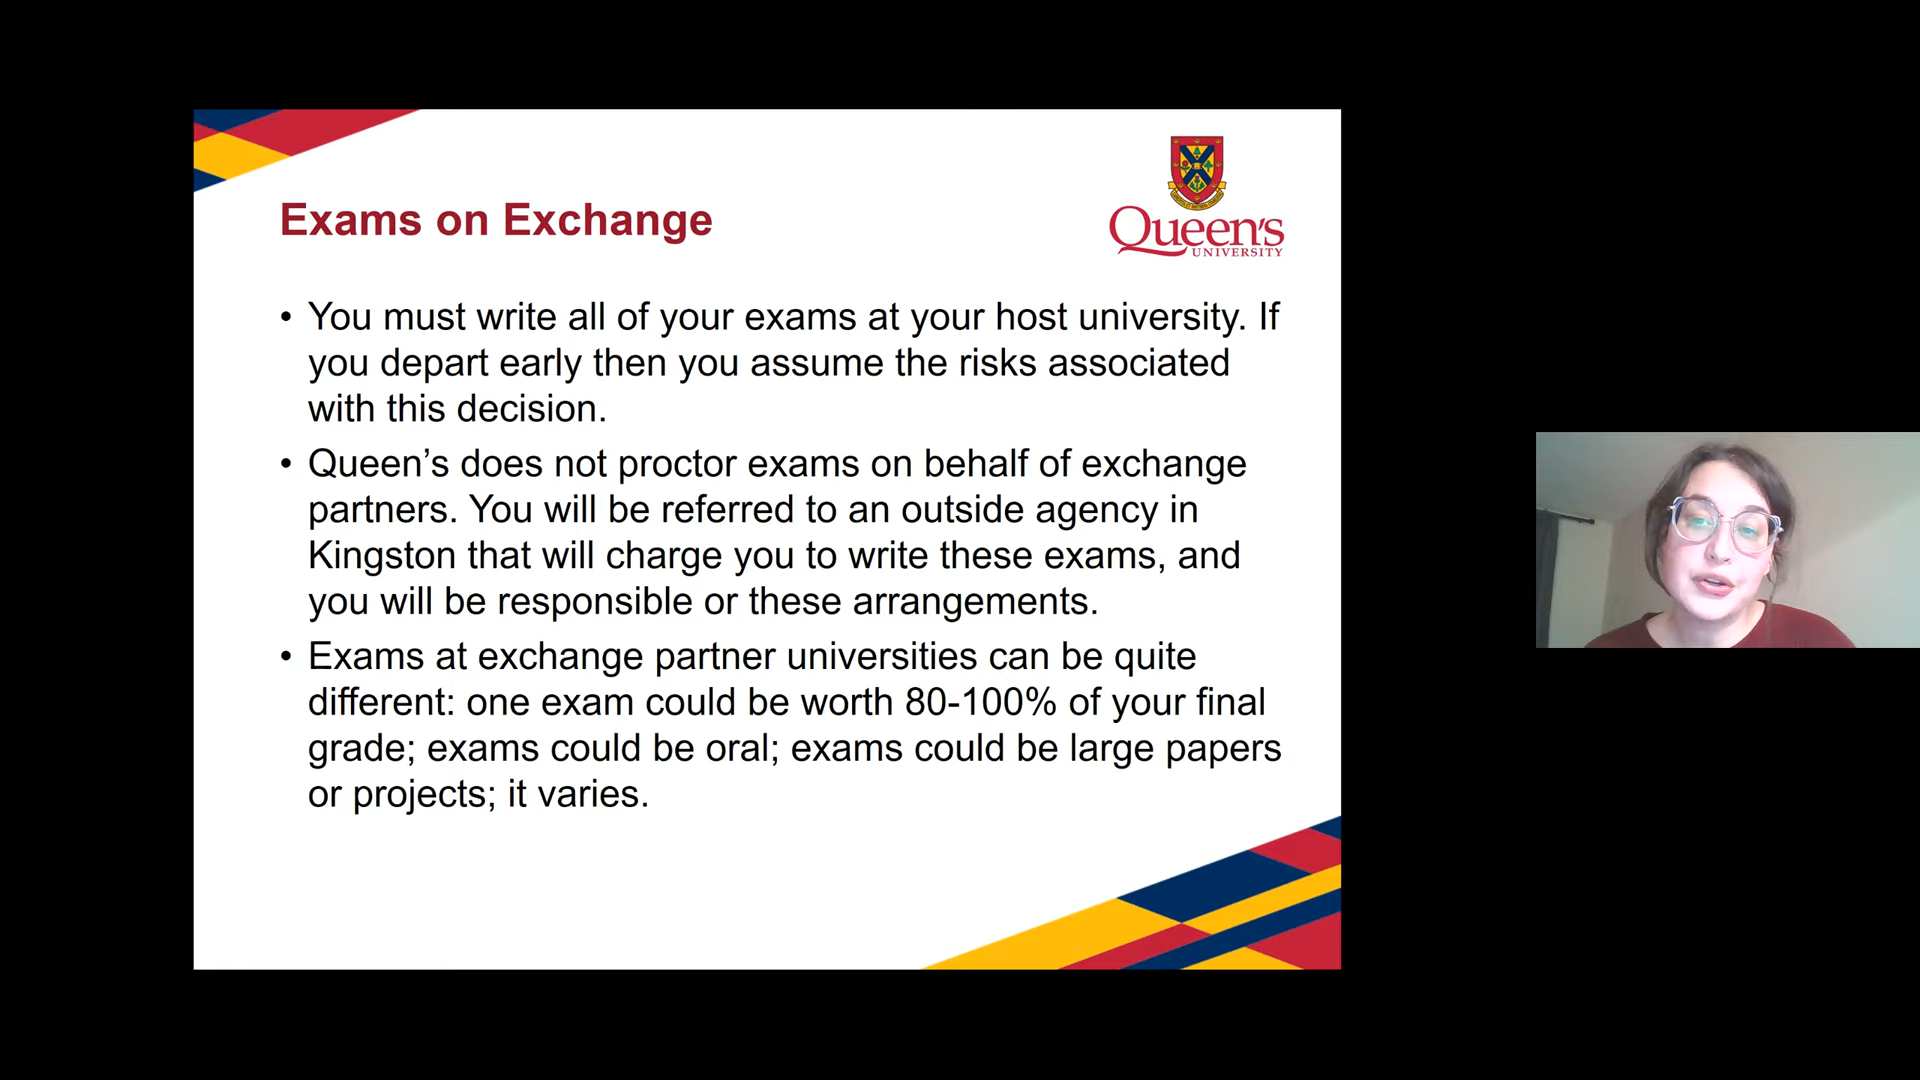 Exams on Exchange
Queen's
UNIVERSITY
• You must write all of your exams at your host university. If
you depart early then you assume the risks associated
with this decision.
• Queen’s does not proctor exams on behalf of exchange
partners. You will be referred to an outside agency in
Kingston that will charge you to write these exams, and
you will be responsible or these arrangements.
• Exams at exchange partner universities can be quite
different: one exam could be worth 80-100% of your final
grade; exams could be oral; exams could be large papers
or projects; it varies.